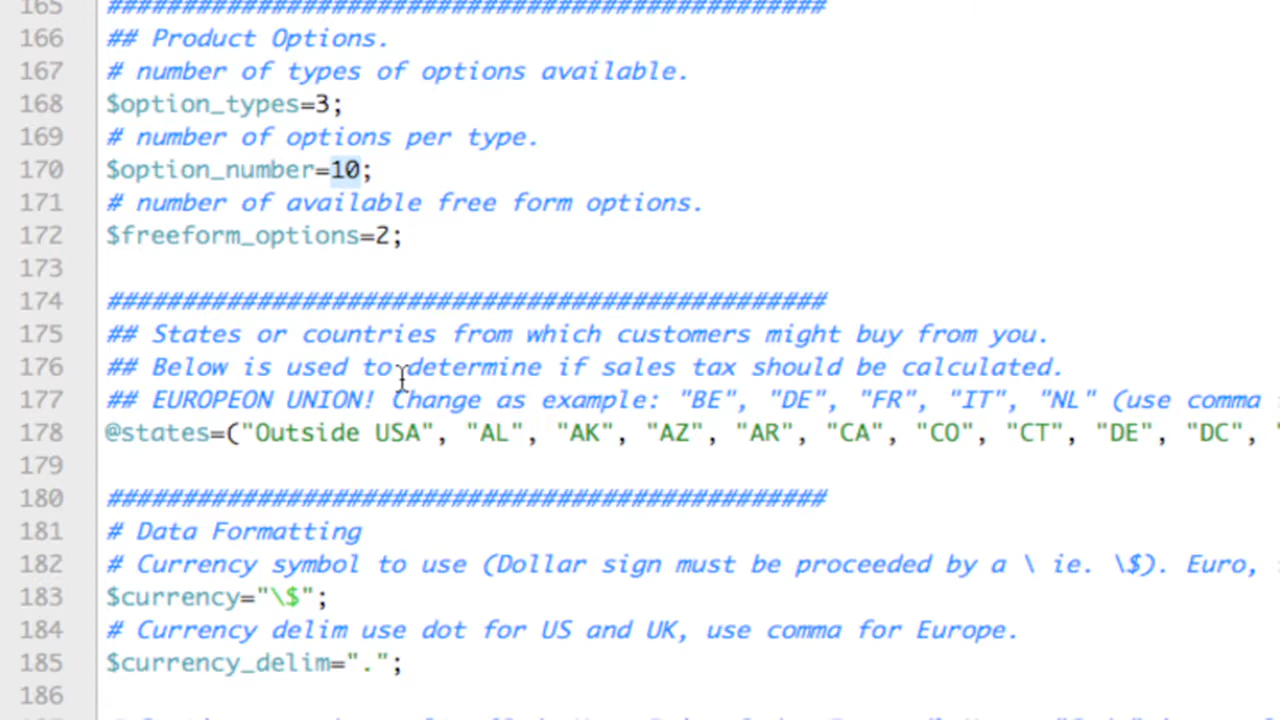 165 ################################################
166 ## Product Options.
167 # number of types of options available.
168 $option_types=3;
169 # number of options per type.
170 $option_number=10;
171 # number of available free form options.
172 $freeform_options=2;
173
174 ################################################
175 ## States or countries from which customers might buy from you.
176 ## Below is used to determine if sales tax should be calculated.
177 ## EUROPEON UNION! Change as example: "BE", "DE", "FR", "IT", "NL" (use comma
178 @states=("Outside USA", "AL", "AK", "AZ", "AR", "CA", "CO", "CT", "DE", "DC", "
179
180 ################################################
181 # Data Formatting
182 # Currency symbol to use (Dollar sign must be proceeded by a \ ie. \$). Euro,
183 $currency="\$";
184 # Currency delim use dot for US and UK, use comma for Europe.
185 $currency_delim=".";
186